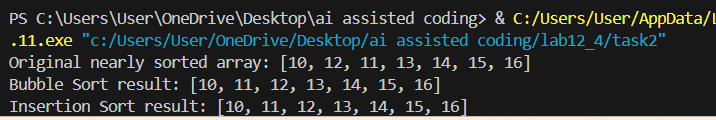 PS C:\Users\User\OneDrive\Desktop\ai assisted coding> & C:/Users/User/AppData/L
.11.exe "c:/Users/User/OneDrive/Desktop/ai assisted coding/lab12_4/task2"
Original nearly sorted array: [10, 12, 11, 13, 14, 15, 16]
Bubble Sort result: [10, 11, 12, 13, 14, 15, 16]
Insertion Sort result: [10, 11, 12, 13, 14, 15, 16]